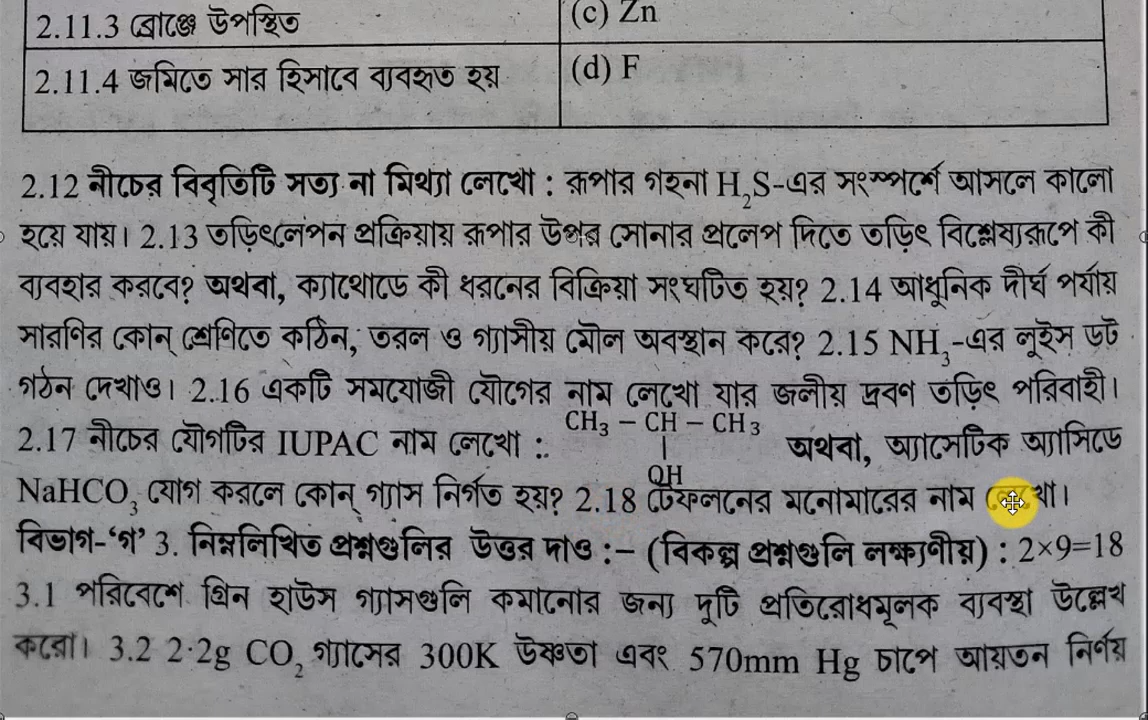 2.11.3 ব্রোঞ্জে উপস্থিত
(c) Zn
2.11.4 জমিতে সার হিসাবে ব্যবহৃত হয়
(d) F
2.12 নীচের বিবৃতিটি সত্য না মিথ্যা লেখো : রূপার গহনা H₂S-এর সংস্পর্শে আসলে কালো
হয়ে যায়। 2.13 তড়িৎলেপন প্রক্রিয়ায় রূপার উপর সোনার প্রলেপ দিতে তড়িৎ বিশ্লেষ্যরূপে কী
ব্যবহার করবে? অথবা, ক্যাথোডে কী ধরনের বিক্রিয়া সংঘটিত হয়? 2.14 আধুনিক দীর্ঘ পর্যায়
সারণির কোন্ শ্রেণিতে কঠিন, তরল ও গ্যাসীয় মৌল অবস্থান করে? 2.15 NH₃-এর লুইস ডট
গঠন দেখাও। 2.16 একটি সমযোজী যৌগের নাম লেখো যার জলীয় দ্রবণ তড়িৎ পরিবাহী।
2.17 নীচের যৌগটির IUPAC নাম লেখো : CH₃ – CH – CH₃ অথবা, অ্যাসেটিক অ্যাসিডে
OH
NaHCO₃ যোগ করলে কোন্ গ্যাস নির্গত হয়? 2.18 টেফলনের মনোমারের নাম
বিভাগ-‘গ’ 3. নিম্নলিখিত প্রশ্নগুলির উত্তর দাও :– (বিকল্প প্রশ্নগুলি লক্ষ্যণীয়) : 2×9=18
3.1 পরিবেশে গ্রিন হাউস গ্যাসগুলি কমানোর জন্য দুটি প্রতিরোধমূলক ব্যবস্থা উল্লেখ
করো। 3.2 2·2g CO₂ গ্যাসের 300K উষ্ণতা এবং 570mm Hg চাপে আয়তন নির্ণয়